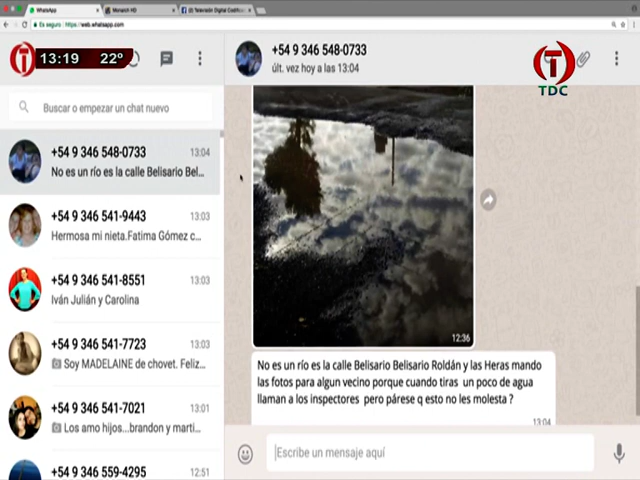 WhatsApp
Monarch HD
Televisión Digital Codific
Es seguro
https://web.whatsapp.com
13:19 22º
Buscar o empezar un chat nuevo
+54 9 346 548-0733 13:04
No es un río es la calle Belisario Bel...
+54 9 346 541-9443 13:03
Hermosa mi nieta.Fatima Gómez c...
+54 9 346 541-8551 13:03
Iván Julián y Carolina
+54 9 346 541-7723 13:03
Soy MADELAINE de chovet. Feliz...
+54 9 346 541-7021 13:01
Los amo hijos...brandon y marti...
+54 9 346 559-4295 12:51
+54 9 346 548-0733
últ. vez hoy a las 13:04
T
TDC
12:36
No es un río es la calle Belisario Belisario Roldán y las Heras mando
las fotos para algun vecino porque cuando tiras un poco de agua
llaman a los inspectores pero párese q esto no les molesta ?
13:04
Escribe un mensaje aquí